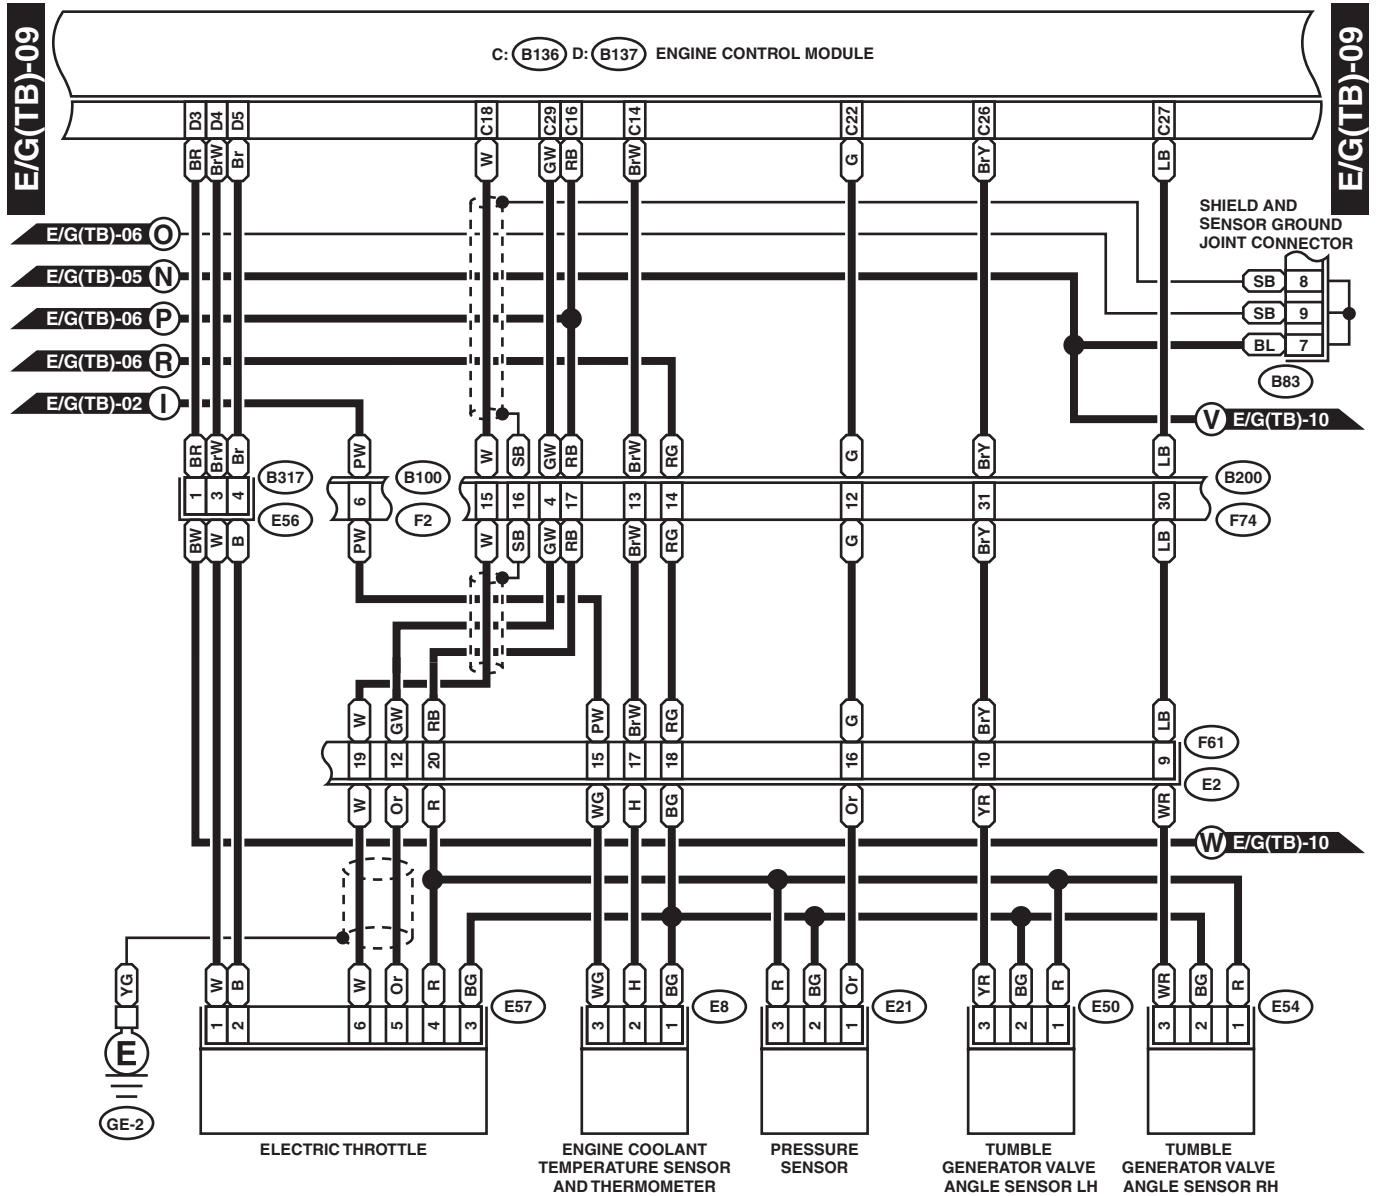 E/G(TB)-09
E/G(TB)-09
C: B136 D: B137 ENGINE CONTROL MODULE
D3 D4 D5 C18 C29 C16 C14 C22 C26 C27
BR BrW Br W GW RB BrW G BrY LB
SHIELD AND
SENSOR GROUND
JOINT CONNECTOR
E/G(TB)-06 O
E/G(TB)-05 N
SB 8
E/G(TB)-06 P
SB 9
E/G(TB)-06 R
BL 7
B83
E/G(TB)-02 I
V E/G(TB)-10
BR BrW Br PW W SB GW RB BrW RG G BrY LB
B317 B100 B200
1 3 4 6 15 16 4 17 13 14 12 31 30
E56 F2 F74
BW W B PW W SB GW RB BrW RG G BrY LB
W GW RB PW BrW RG G BrY LB
F61
19 12 20 15 17 18 16 10 9
E2
W Or R WG H BG Or YR WR
W E/G(TB)-10
YG W B W Or R BG WG H BG R BG Or YR BG R WR BG R
E57 E8 E21 E50 E54
1 2 6 5 4 3 3 2 1 3 2 1 3 2 1 3 2 1
E
GE-2
ELECTRIC THROTTLE
ENGINE COOLANT
TEMPERATURE SENSOR
AND THERMOMETER
PRESSURE
SENSOR
TUMBLE
GENERATOR VALVE
ANGLE SENSOR LH
TUMBLE
GENERATOR VALVE
ANGLE SENSOR RH